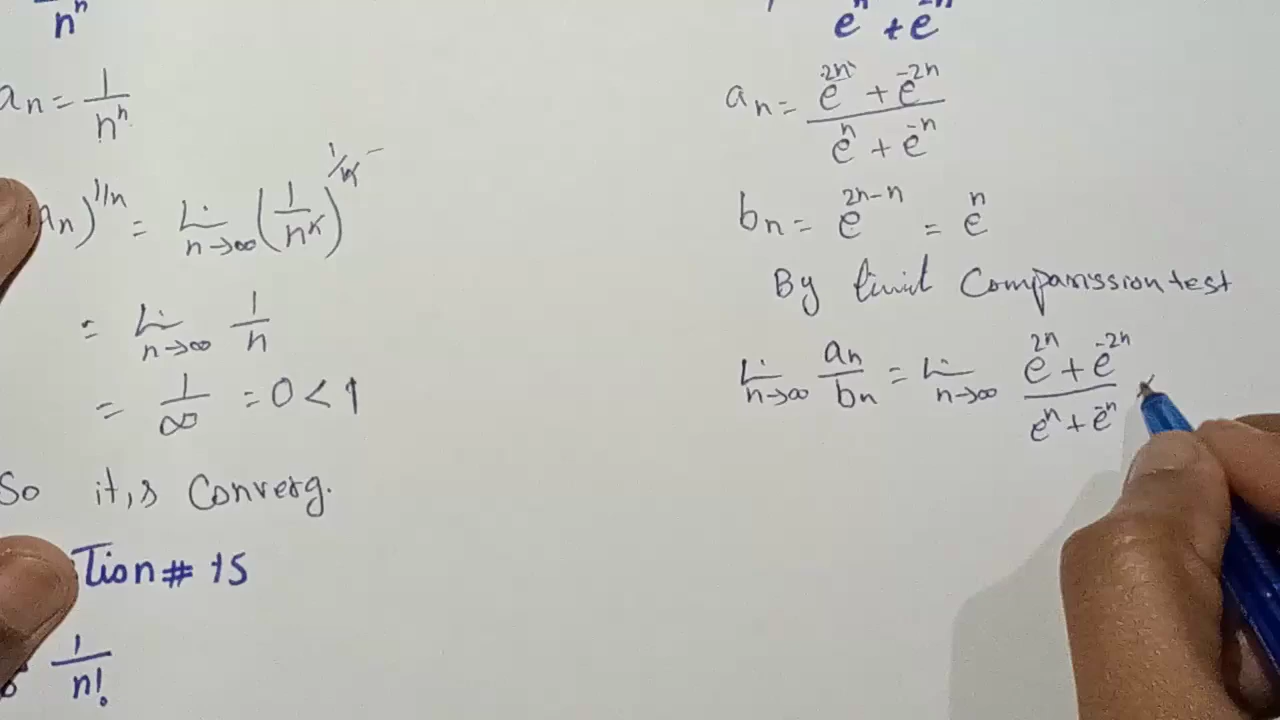 n^n
a_n = 1/n^n
a_n)^{1/n} = Lim_{n→∞} (1/n^n)^{1/n}
= Lim_{n→∞} 1/n
= 1/∞ = 0 < 1
So it,s Converg.
Tion# 15
1/n!
e^n + e^{-n}
a_n = (e^{2n} + e^{-2n})/(e^n + e^{-n})
b_n = e^{2n-n} = e^n
By limit Comparission test
Lim_{n→∞} a_n/b_n = Lim_{n→∞} (e^{2n} + e^{-2n})/(e^n + e^{-n})